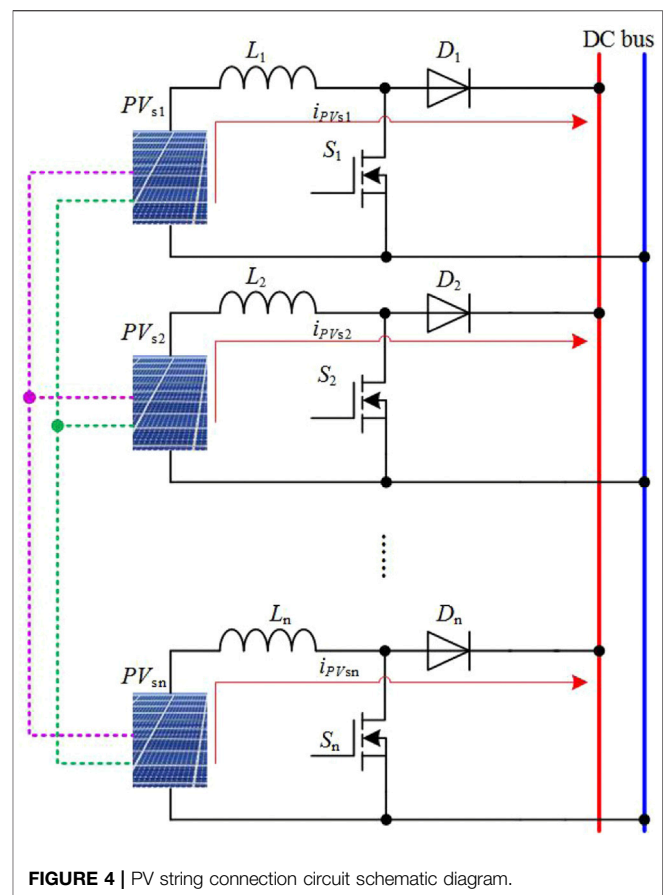 DC bus
L1
D1
PVs1
iPVs1
S1
L2
D2
PVs2
iPVs2
S2
Ln
Dn
PVsn
iPVsn
Sn
FIGURE 4 | PV string connection circuit schematic diagram.